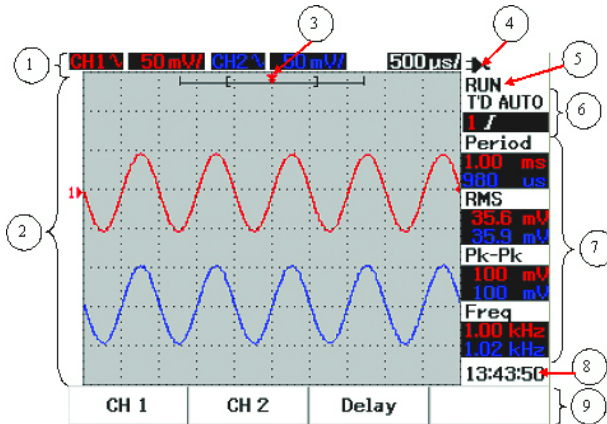 3
4
1
CH1 50 mV/ CH2 50 mV/ 500 µs/
5
RUN
T'D AUTO
6
1
Period
1.00 ms
980 us
1
RMS
35.6 mV
35.9 mV
2
7
Pk-Pk
100 mV
100 mV
Freq
1.00 kHz
1.02 kHz
13:43:50
8
CH 1 CH 2 Delay
9